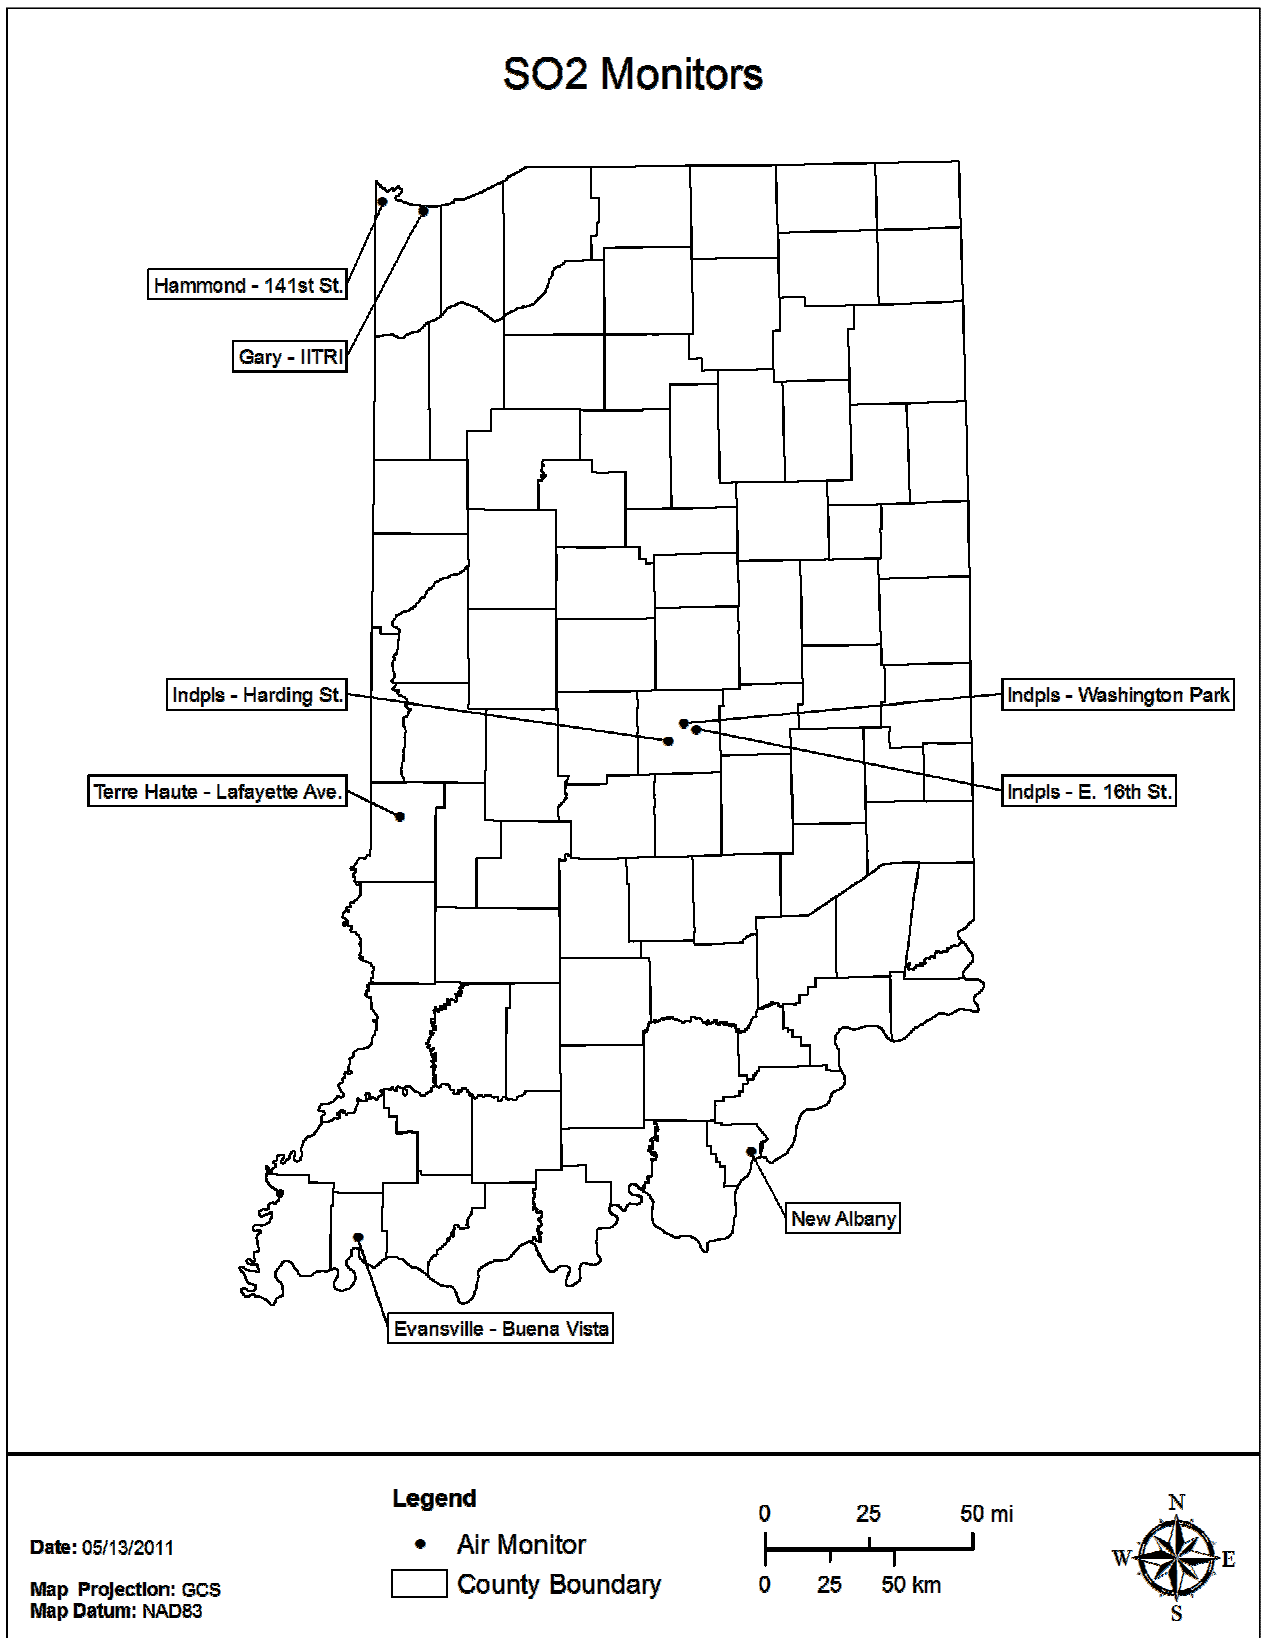 SO2 Monitors
Hammond - 141st St.
Gary - IITRI
Indpls - Harding St.
Indpls - Washington Park
Terre Haute - Lafayette Ave.
Indpls - E. 16th St.
New Albany
Evansville - Buena Vista
Legend
Air Monitor
County Boundary
Date: 05/13/2011
Map Projection: GCS
Map Datum: NAD83
0 25 50 mi
0 25 50 km
N
W E
S